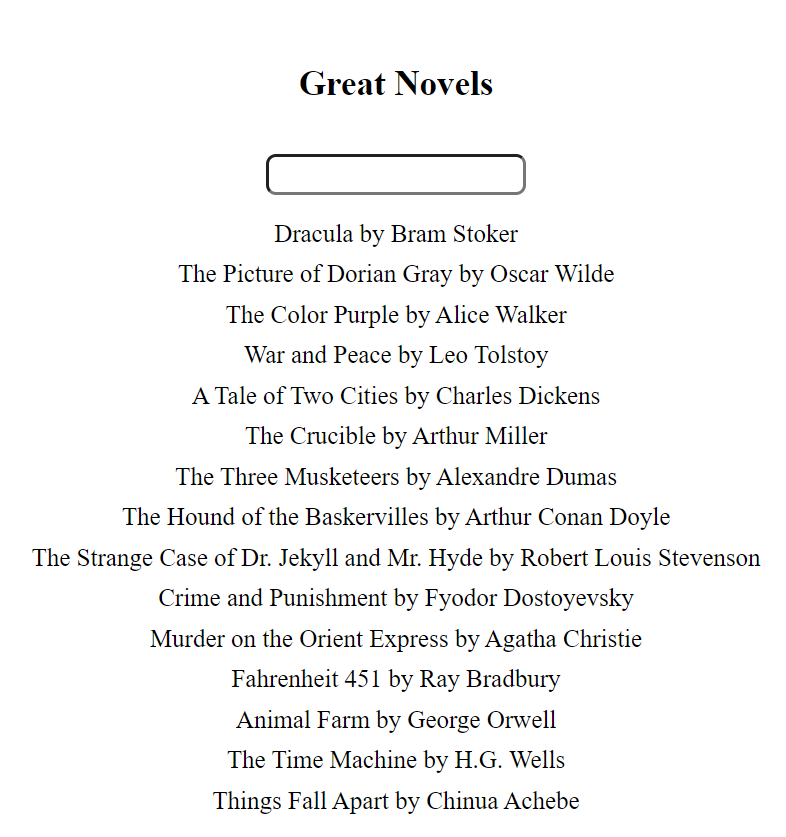 Great Novels
Dracula by Bram Stoker
The Picture of Dorian Gray by Oscar Wilde
The Color Purple by Alice Walker
War and Peace by Leo Tolstoy
A Tale of Two Cities by Charles Dickens
The Crucible by Arthur Miller
The Three Musketeers by Alexandre Dumas
The Hound of the Baskervilles by Arthur Conan Doyle
The Strange Case of Dr. Jekyll and Mr. Hyde by Robert Louis Stevenson
Crime and Punishment by Fyodor Dostoyevsky
Murder on the Orient Express by Agatha Christie
Fahrenheit 451 by Ray Bradbury
Animal Farm by George Orwell
The Time Machine by H.G. Wells
Things Fall Apart by Chinua Achebe